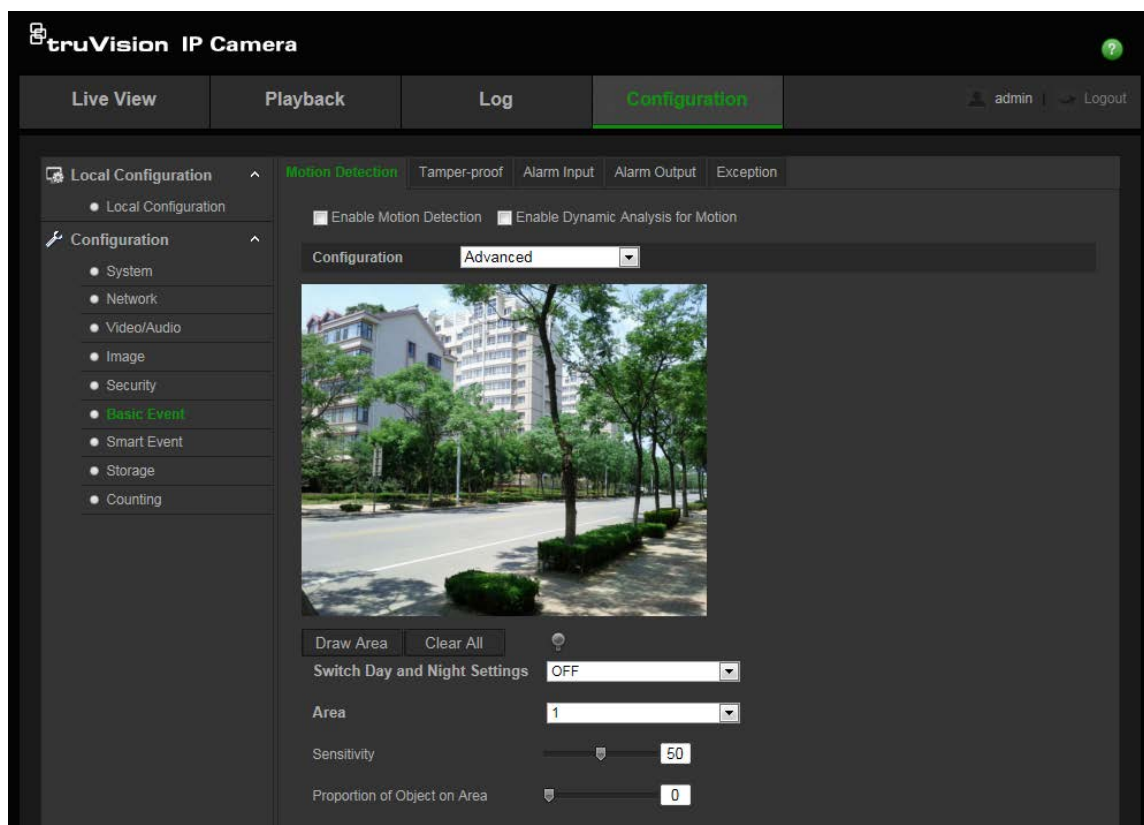 truVision IP Camera
?
Live View Playback Log Configuration admin | Logout
Local Configuration
Local Configuration
Configuration
System
Network
Video/Audio
Image
Security
Basic Event
Smart Event
Storage
Counting
Motion Detection Tamper-proof Alarm Input Alarm Output Exception
Enable Motion Detection Enable Dynamic Analysis for Motion
Configuration Advanced
Draw Area Clear All
Switch Day and Night Settings OFF
Area 1
Sensitivity 50
Proportion of Object on Area 0